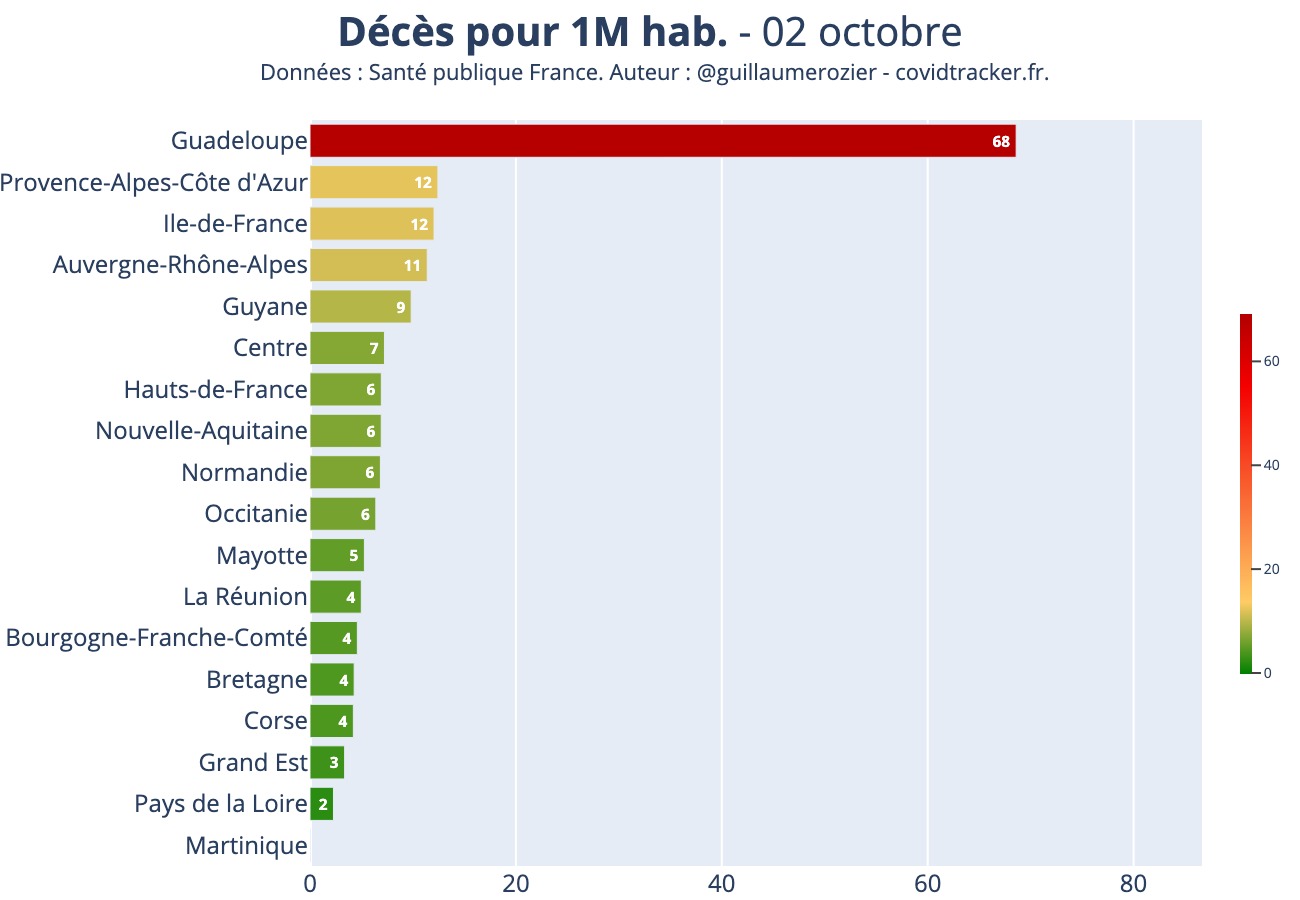 Décès pour 1M hab. - 02 octobre
Données : Santé publique France. Auteur : @guillaumerozier - covidtracker.fr.
Guadeloupe 68
Provence-Alpes-Côte d'Azur 12
Ile-de-France 12
Auvergne-Rhône-Alpes 11
Guyane 9
Centre 7
Hauts-de-France 6
Nouvelle-Aquitaine 6
Normandie 6
Occitanie 6
Mayotte 5
La Réunion 4
Bourgogne-Franche-Comté 4
Bretagne 4
Corse 4
Grand Est 3
Pays de la Loire 2
Martinique
0 20 40 60 80
60
40
20
0